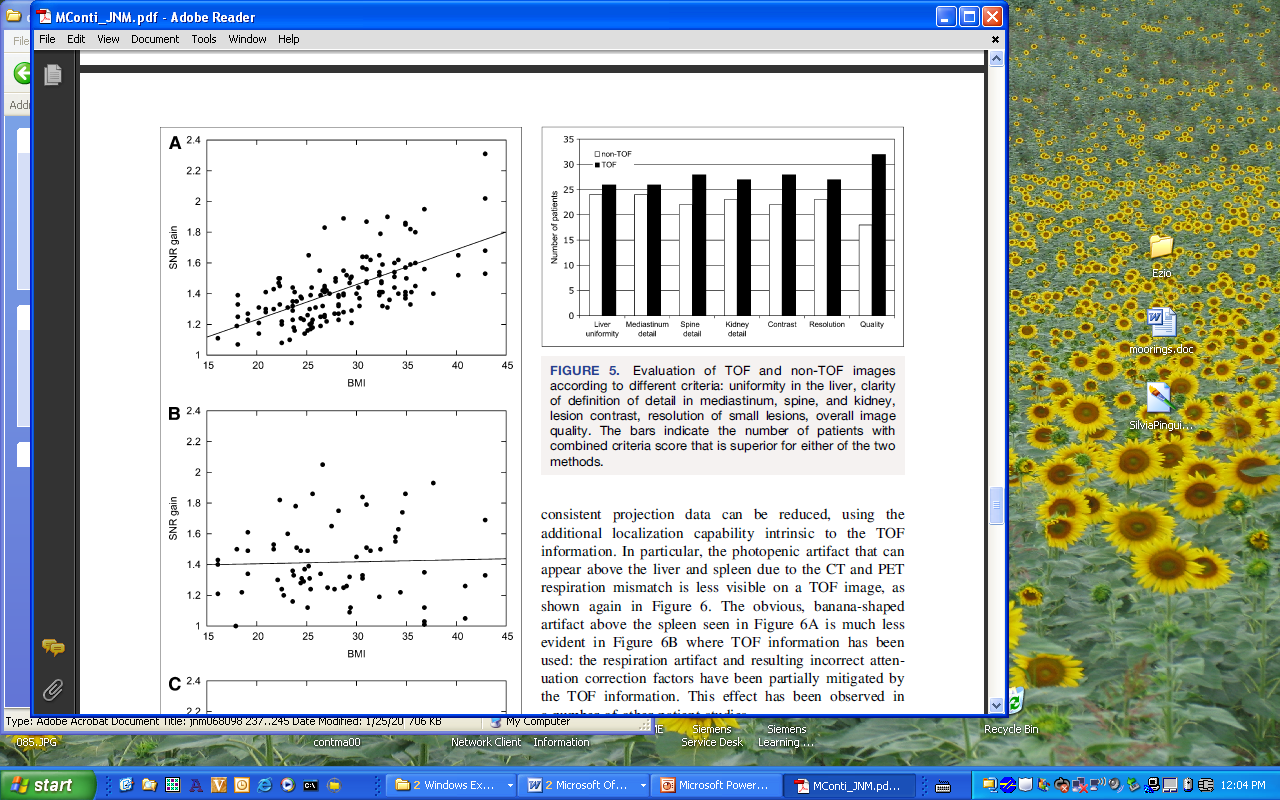 MConti_JNM.pdf - Adobe Reader
File Edit View Document Tools Window Help
File
Addr
A
2.4
2.2
2
1.8
1.6
1.4
1.2
1
SNR gain
15 20 25 30 35 40 45
BMI
B
2.4
2.2
2
1.8
1.6
1.4
1.2
1
SNR gain
15 20 25 30 35 40 45
BMI
C
2.4
2.2
35
30
25
20
15
10
5
0
Number of patients
non-TOF
TOF
Liver uniformity
Mediastinum detail
Spine detail
Kidney detail
Contrast
Resolution
Quality
FIGURE 5. Evaluation of TOF and non-TOF images
according to different criteria: uniformity in the liver, clarity
of definition of detail in mediastinum, spine, and kidney,
lesion contrast, resolution of small lesions, overall image
quality. The bars indicate the number of patients with
combined criteria score that is superior for either of the two
methods.
consistent projection data can be reduced, using the
additional localization capability intrinsic to the TOF
information. In particular, the photopenic artifact that can
appear above the liver and spleen due to the CT and PET
respiration mismatch is less visible on a TOF image, as
shown again in Figure 6. The obvious, banana-shaped
artifact above the spleen seen in Figure 6A is much less
evident in Figure 6B where TOF information has been
used: the respiration artifact and resulting incorrect atten-
uation correction factors have been partially mitigated by
the TOF information. This effect has been observed in
Ezio
moorings.doc
SilviaPingui...
Recycle Bin
Type: Adobe Acrobat Document Title: jnm068098 237..245 Date Modified: 1/25/20 706 KB
My Computer
085.JPG
contma00
Network Client
Information
Siemens
Service Desk
Siemens
Learning ...
start
2 Windows Ex...
2 Microsoft Of...
Microsoft Power...
MConti_JNM.pd...
12:04 PM